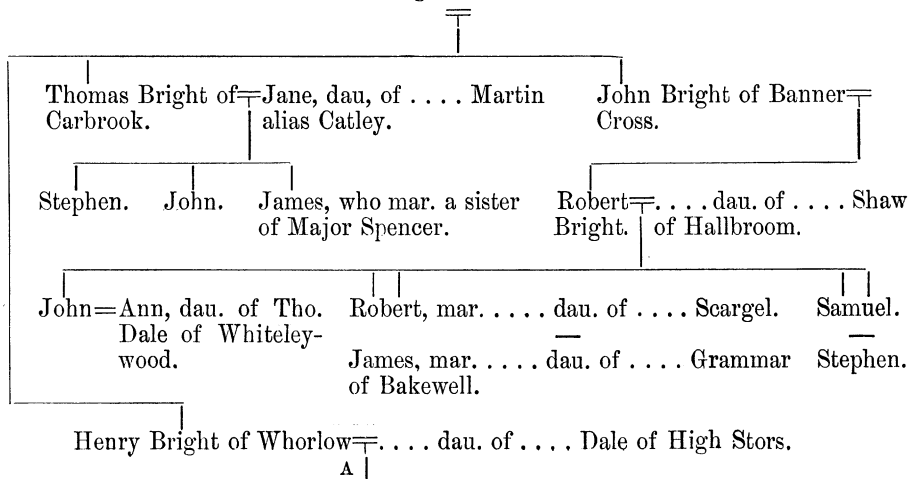 Thomas Bright of Jane, dau, of . . . . Martin John Bright of Banner
Carbrook. alias Catley. Cross.
Stephen. John. James, who mar. a sister Robert . . . . dau. of . . . . Shaw
of Major Spencer. Bright. of Hallbroom.
John=Ann, dau. of Tho. Robert, mar. . . . . dau. of . . . . Scargel. Samuel.
Dale of Whiteley-
wood. James, mar. . . . . dau. of . . . . Grammar Stephen.
of Bakewell.
Henry Bright of Whorlow . . . . dau. of . . . . Dale of High Stors.
A